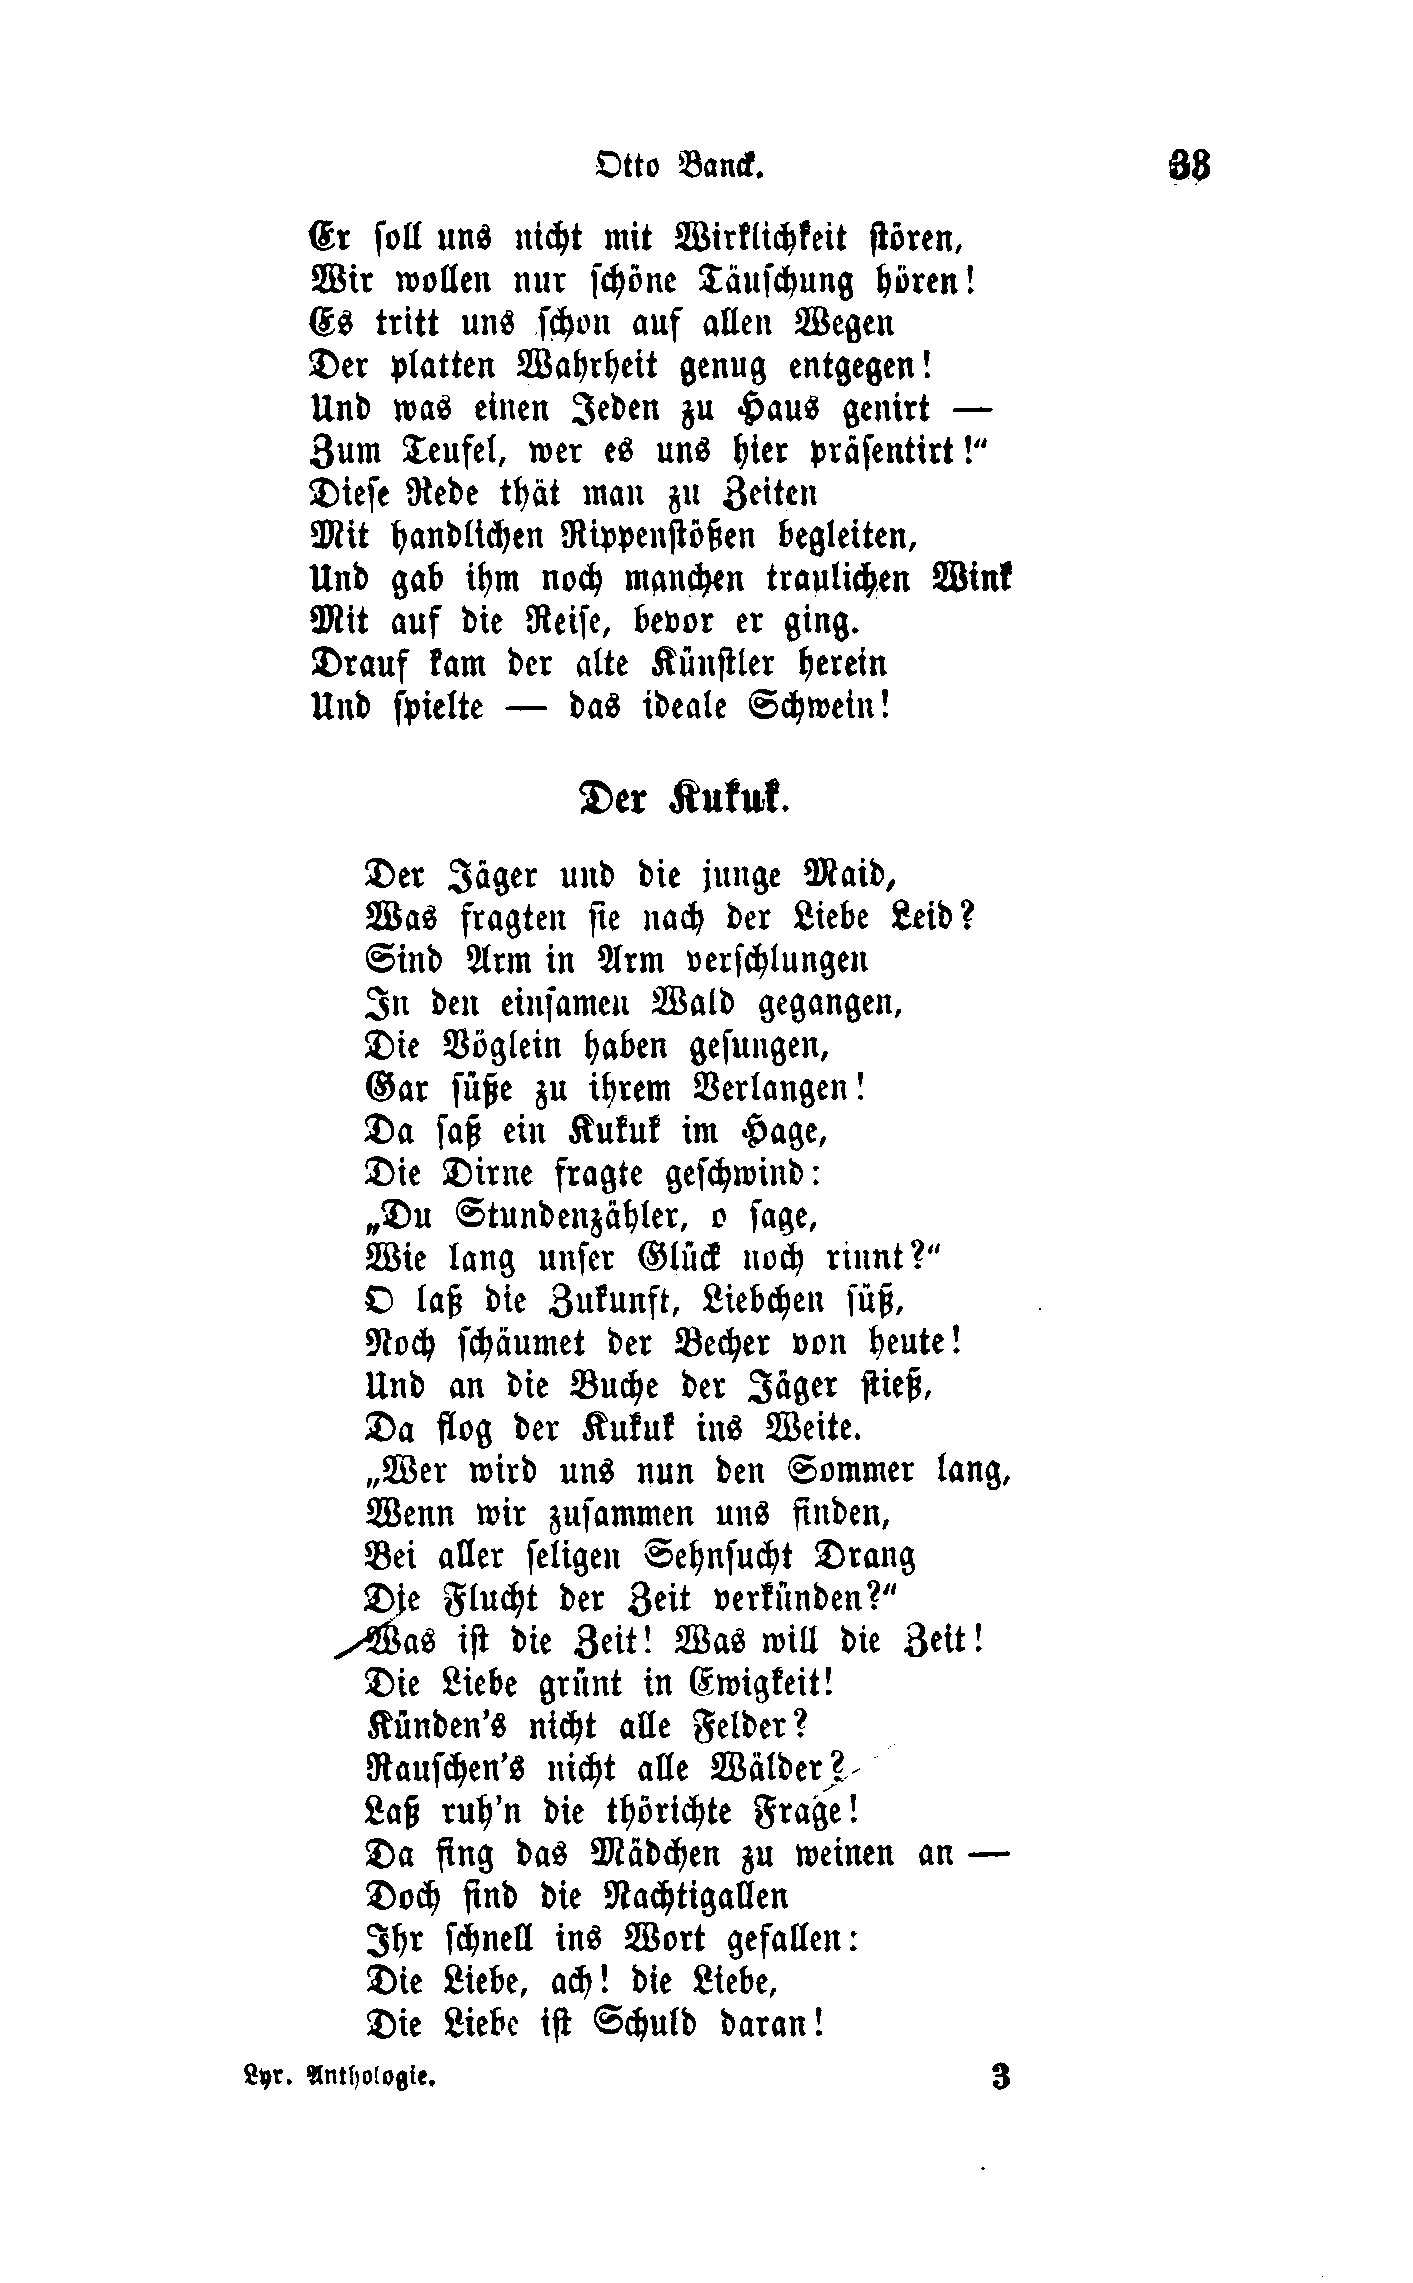 Otto Banck. 33
Er soll uns nicht mit Wirklichkeit stören,
Wir wollen nur schöne Täuschung hören!
Es tritt uns schon auf allen Wegen
Der platten Wahrheit genug entgegen!
Und was einen Jeden zu Haus genirt —
Zum Teufel, wer es uns hier präsentirt!“
Diese Rede thät man zu Zeiten
Mit handlichen Rippenstößen begleiten,
Und gab ihm noch manchen traulichen Wink
Mit auf die Reise, bevor er ging.
Drauf kam der alte Künstler herein
Und spielte — das ideale Schwein!
Der Kukuk.
Der Jäger und die junge Maid,
Was fragten sie nach der Liebe Leid?
Sind Arm in Arm verschlungen
In den einsamen Wald gegangen,
Die Vöglein haben gesungen,
Gar süße zu ihrem Verlangen!
Da saß ein Kukuk im Hage,
Die Dirne fragte geschwind:
„Du Stundenzähler, o sage,
Wie lang unser Glück noch rinnt?“
O laß die Zukunft, Liebchen süß,
Noch schäumet der Becher von heute!
Und an die Buche der Jäger stieß,
Da flog der Kukuk ins Weite.
„Wer wird uns nun den Sommer lang,
Wenn wir zusammen uns finden,
Bei aller seligen Sehnsucht Drang
Die Flucht der Zeit verkünden?“
Was ist die Zeit! Was will die Zeit!
Die Liebe grünt in Ewigkeit!
Künden's nicht alle Felder?
Rauschen's nicht alle Wälder?
Laß ruh'n die thörichte Frage!
Da fing das Mädchen zu weinen an —
Doch sind die Nachtigallen
Ihr schnell ins Wort gefallen:
Die Liebe, ach! die Liebe,
Die Liebe ist Schuld daran!
Lyr. Anthologie. 3